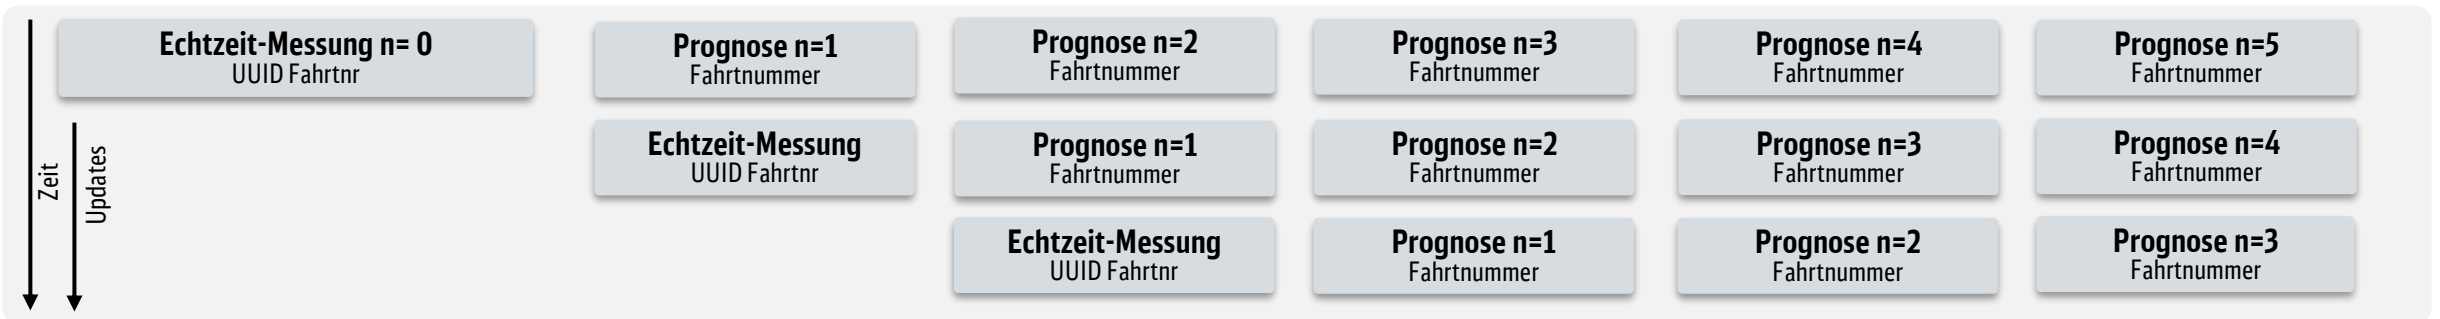 Echtzeit-Messung n= 0
UUID Fahrtnr
Prognose n=1
Fahrtnummer
Prognose n=2
Fahrtnummer
Prognose n=3
Fahrtnummer
Prognose n=4
Fahrtnummer
Prognose n=5
Fahrtnummer
Zeit
Updates
Echtzeit-Messung
UUID Fahrtnr
Prognose n=1
Fahrtnummer
Prognose n=2
Fahrtnummer
Prognose n=3
Fahrtnummer
Prognose n=4
Fahrtnummer
Echtzeit-Messung
UUID Fahrtnr
Prognose n=1
Fahrtnummer
Prognose n=2
Fahrtnummer
Prognose n=3
Fahrtnummer